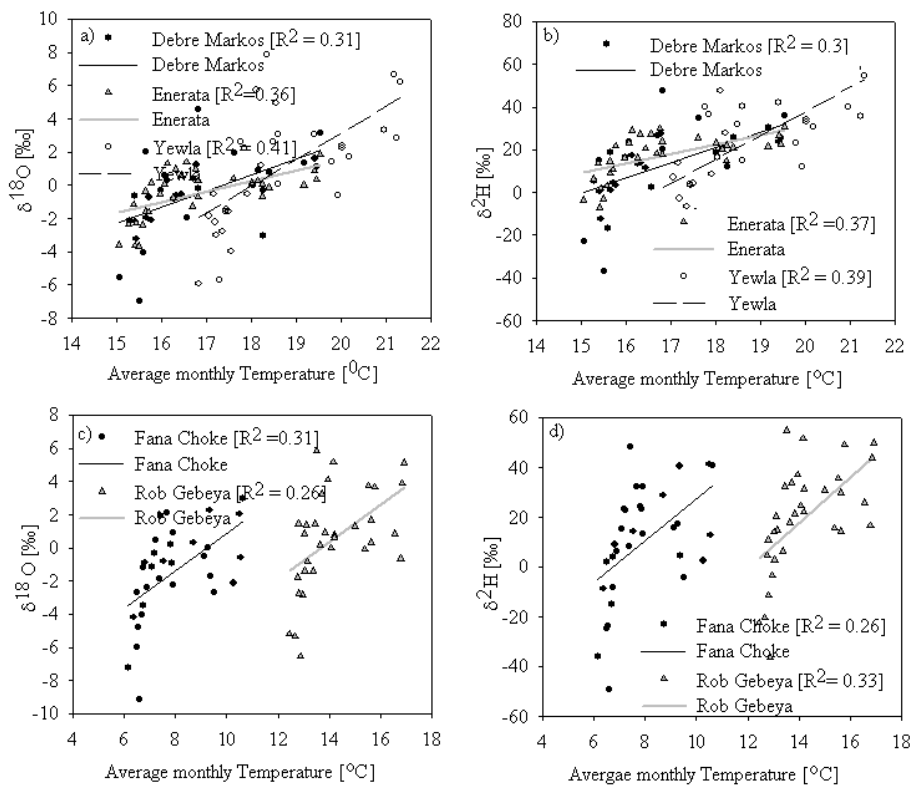 a)
Debre Markos [R2 = 0.31]
Debre Markos
Enerata [R2=0.36]
Enerata
Yewla [R2=0.41]
Yewla
10
8
6
4
2
0
-2
-4
-6
-8
δ18O [‰]
14 15 16 17 18 19 20 21 22
Average monthly Temperature [0C]
b)
Debre Markos [R2 = 0.3]
Debre Markos
Enerata [R2 = 0.37]
Enerata
Yewla [R2 = 0.39]
Yewla
80
60
40
20
0
-20
-40
-60
δ2H [‰]
14 15 16 17 18 19 20 21 22
Average monthly Temperature [oC]
c)
Fana Choke [R2 =0.31]
Fana Choke
Rob Gebeya [R2=0.26]
Rob Gebeya
8
6
4
2
0
-2
-4
-6
-8
-10
δ18 O [‰]
4 6 8 10 12 14 16 18
Average monthly Temperature [oC]
d)
Fana Choke [R2 = 0.26]
Fana Choke
Rob Gebeya [R2= 0.33]
Rob Gebeya
60
40
20
0
-20
-40
-60
δ2H [‰]
4 6 8 10 12 14 16 18
Avergae monthly Temperature [oC]